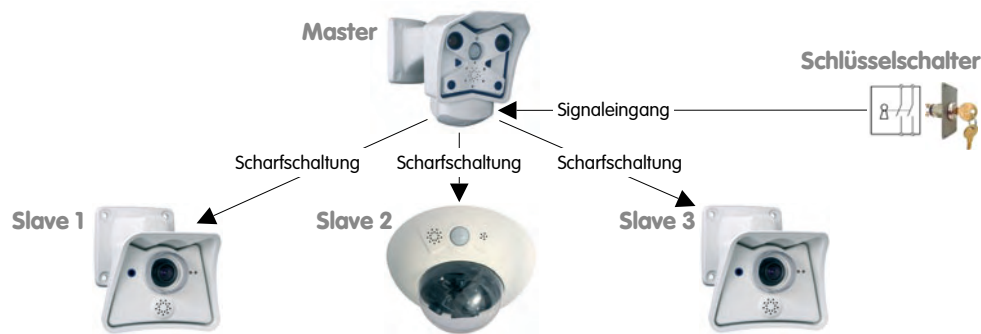 Master
Schlüsselschalter
Signaleingang
Scharfschaltung
Scharfschaltung
Scharfschaltung
Slave 1
Slave 2
Slave 3